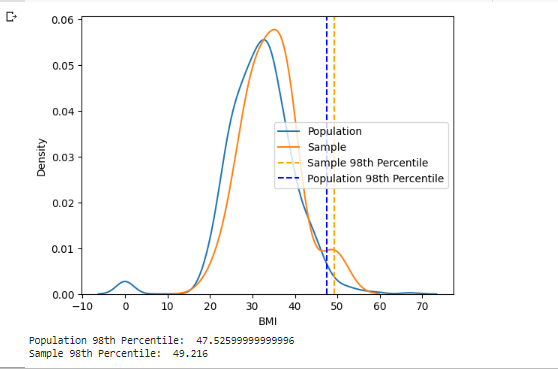 0.06
0.05
0.04
0.03
0.02
0.01
0.00
Density
Population
Sample
Sample 98th Percentile
Population 98th Percentile
−10 0 10 20 30 40 50 60 70
BMI
Population 98th Percentile:  47.52599999999996
Sample 98th Percentile:  49.216